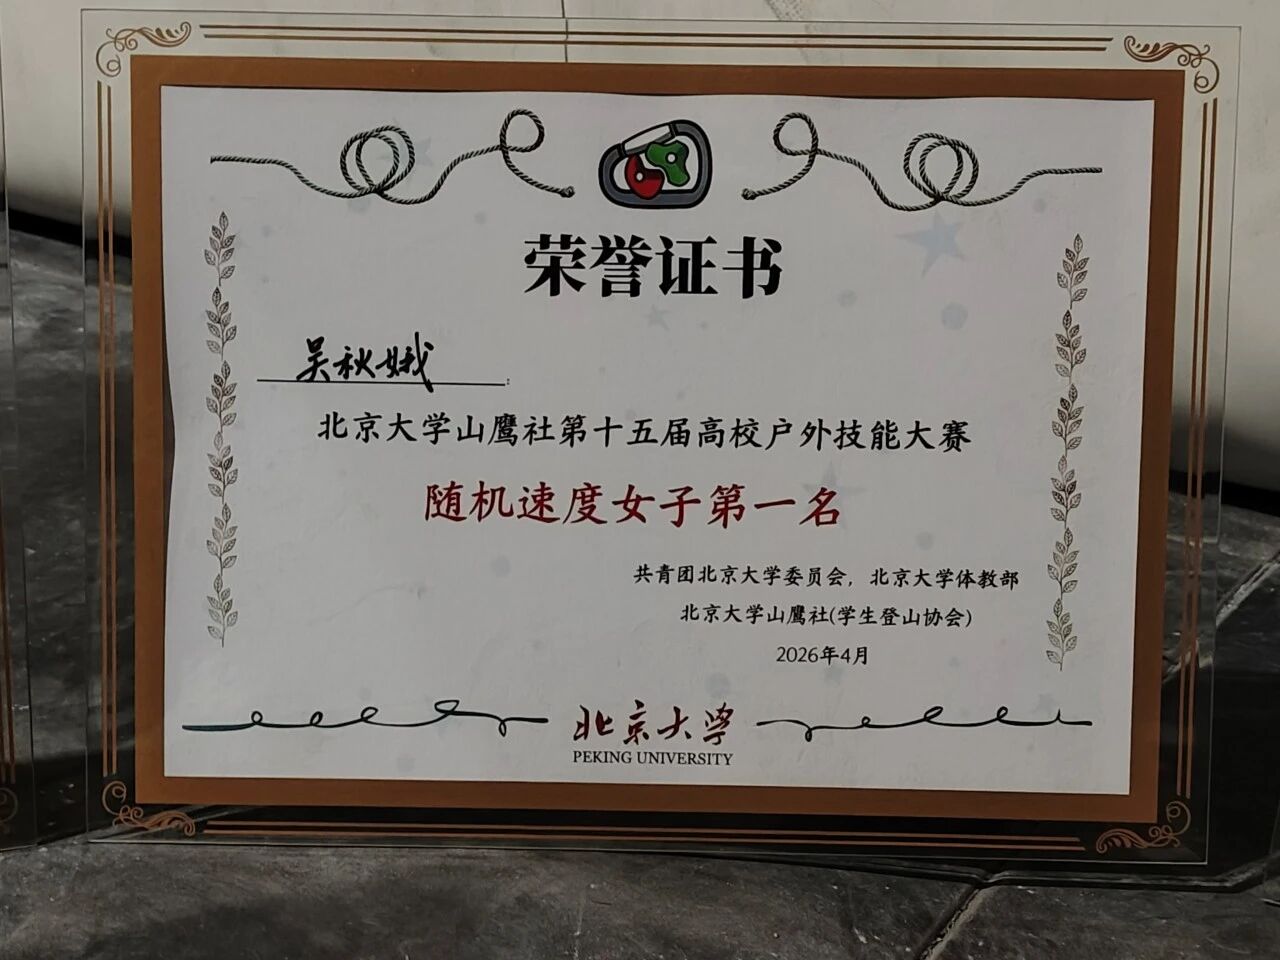 荣誉证书
吴秋娥:
北京大学山鹰社第十五届高校户外技能大赛
随机速度女子第一名
共青团北京大学委员会，北京大学体教部
北京大学山鹰社(学生登山协会)
2026年4月
北京大学
PEKING UNIVERSITY